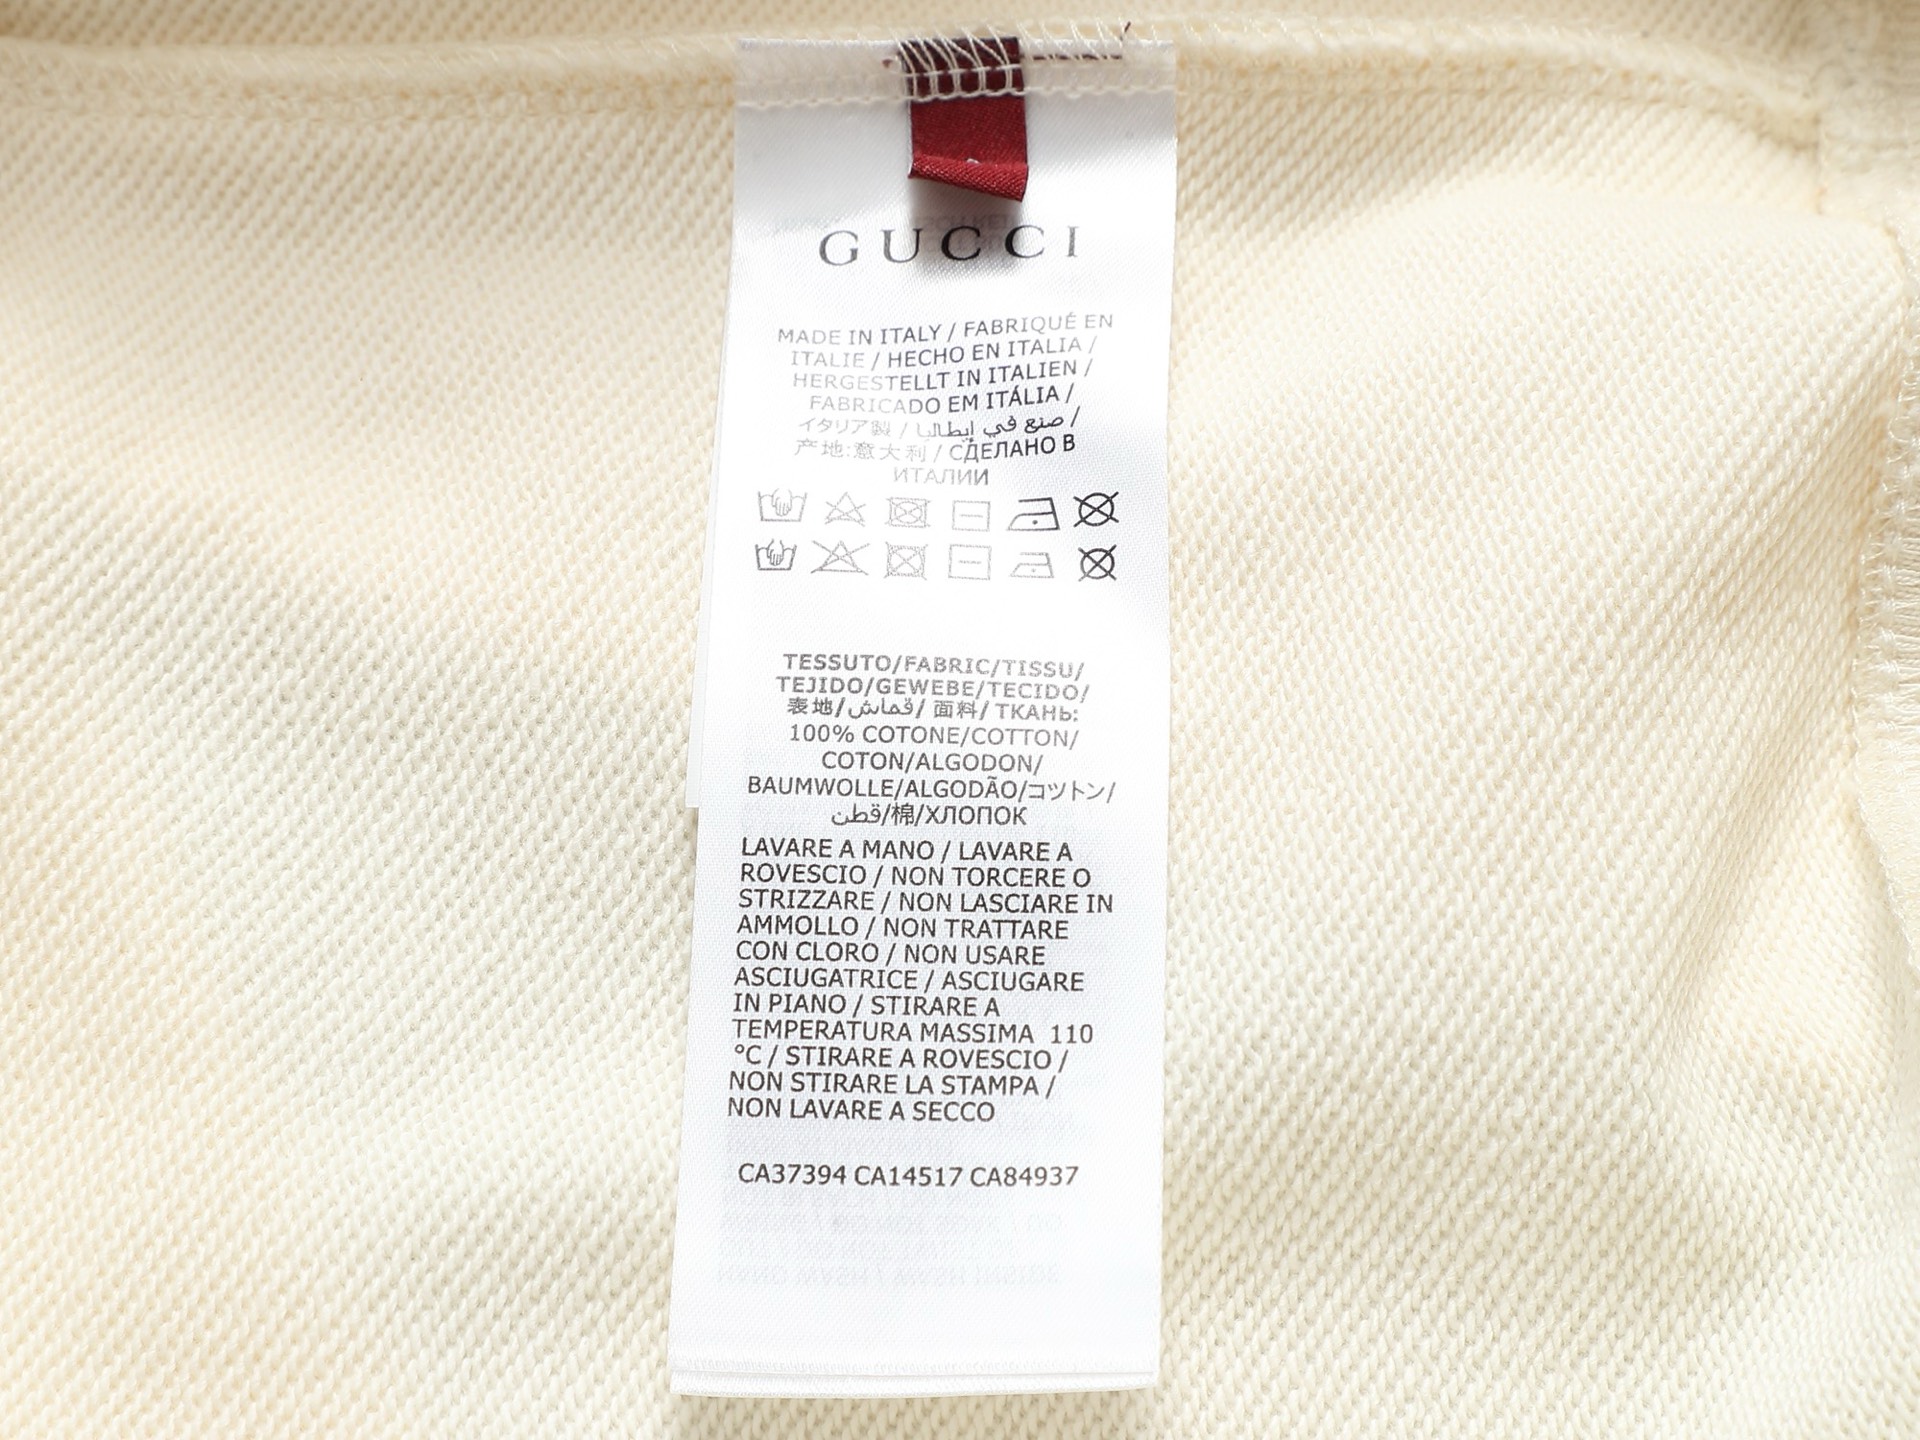 GUCCI
MADE IN ITALY / FABRIQUÉ EN
ITALIE / HECHO EN ITALIA /
HERGESTELLT IN ITALIEN /
FABRICADO EM ITÁLIA /
イタリア製 / صنع في إيطاليا /
产地:意大利 / СДЕЛАНО В
ИТАЛИИ
TESSUTO/FABRIC/TISSU/
TEJIDO/GEWEBE/TECIDO/
表地/قماش/ 面料/ ТКАНЬ:
100% COTONE/COTTON/
COTON/ALGODON/
BAUMWOLLE/ALGODÃO/コットン/
قطن/棉/ХЛОПОК
LAVARE A MANO / LAVARE A
ROVESCIO / NON TORCERE O
STRIZZARE / NON LASCIARE IN
AMMOLLO / NON TRATTARE
CON CLORO / NON USARE
ASCIUGATRICE / ASCIUGARE
IN PIANO / STIRARE A
TEMPERATURA MASSIMA 110
°C / STIRARE A ROVESCIO /
NON STIRARE LA STAMPA /
NON LAVARE A SECCO
CA37394 CA14517 CA84937